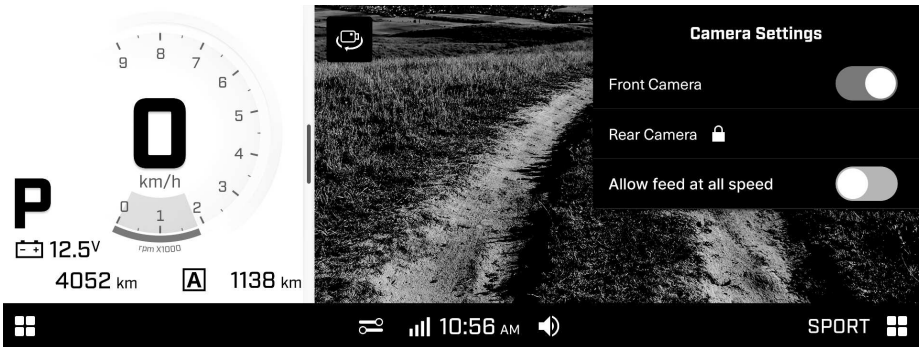 Camera Settings
Front Camera
Rear Camera
Allow feed at all speed
9 8 7 6 5 4 3 2 1 0
0
km/h
rpm X1000
P
12.5V
4052 km A 1138 km
10:56 AM
SPORT